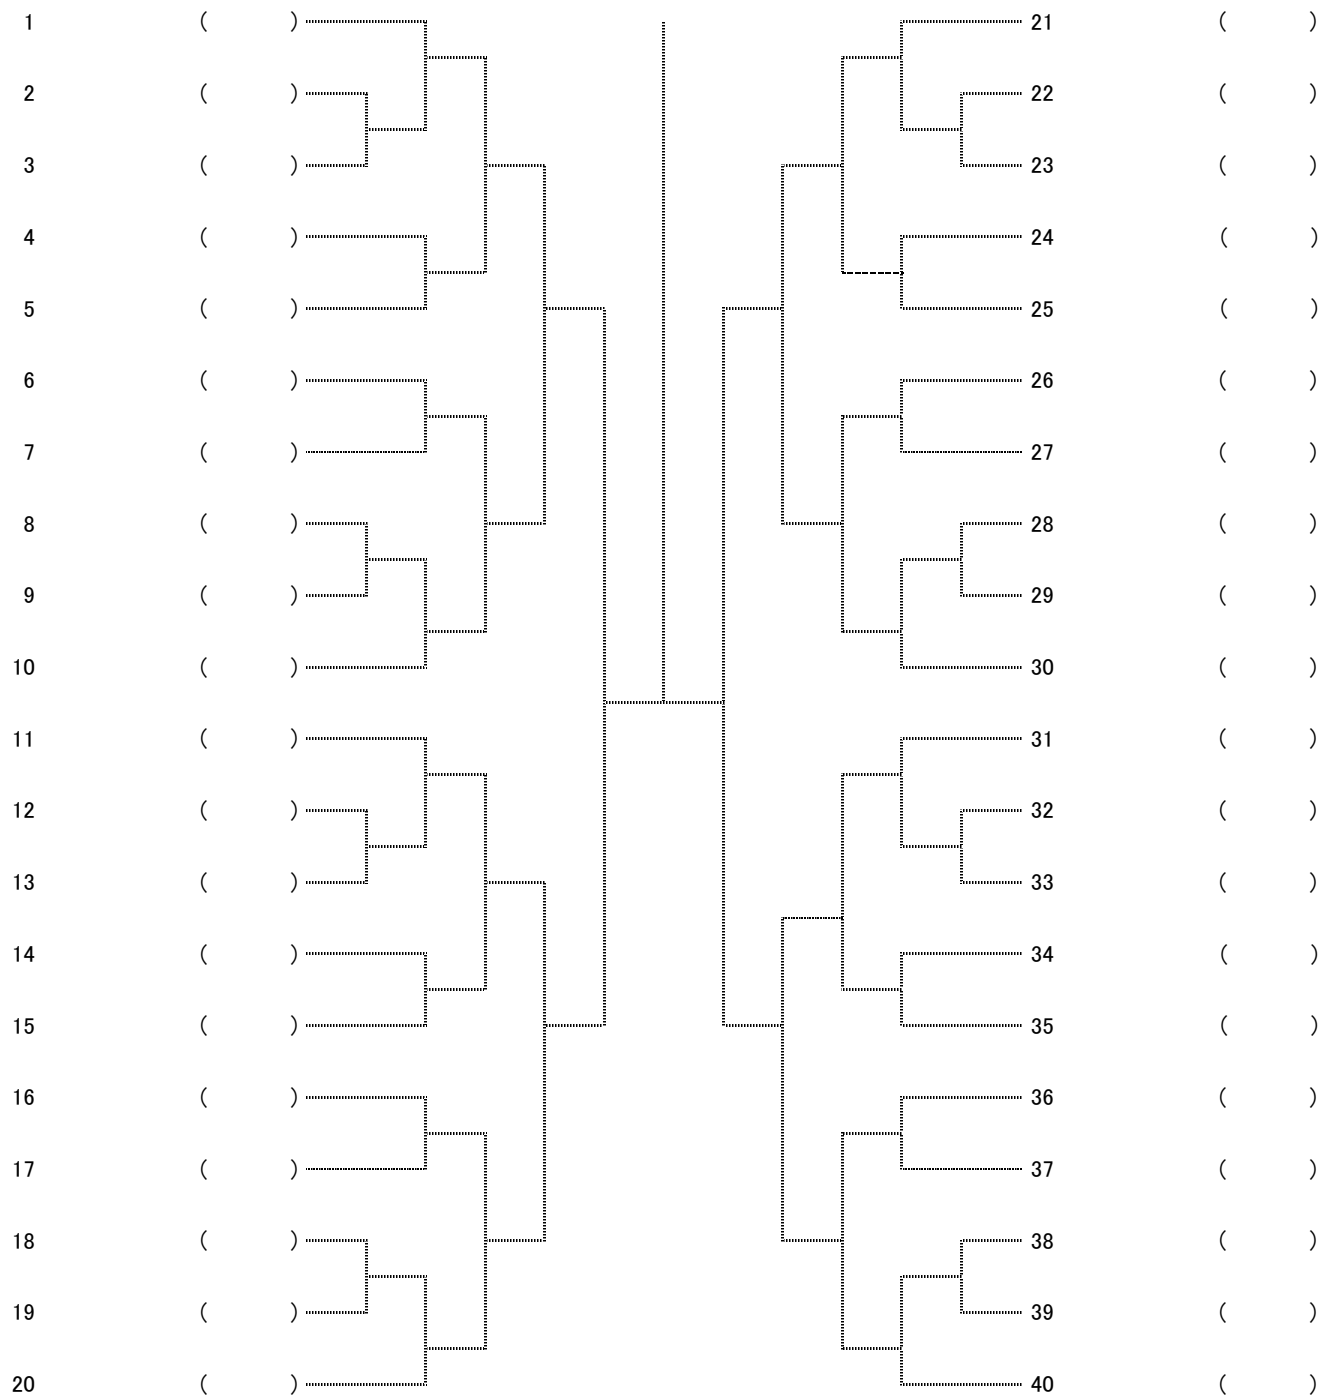 1 ( ) 21 ( )
2 ( ) 22 ( )
3 ( ) 23 ( )
4 ( ) 24 ( )
5 ( ) 25 ( )
6 ( ) 26 ( )
7 ( ) 27 ( )
8 ( ) 28 ( )
9 ( ) 29 ( )
10 ( ) 30 ( )
11 ( ) 31 ( )
12 ( ) 32 ( )
13 ( ) 33 ( )
14 ( ) 34 ( )
15 ( ) 35 ( )
16 ( ) 36 ( )
17 ( ) 37 ( )
18 ( ) 38 ( )
19 ( ) 39 ( )
20 ( ) 40 ( )